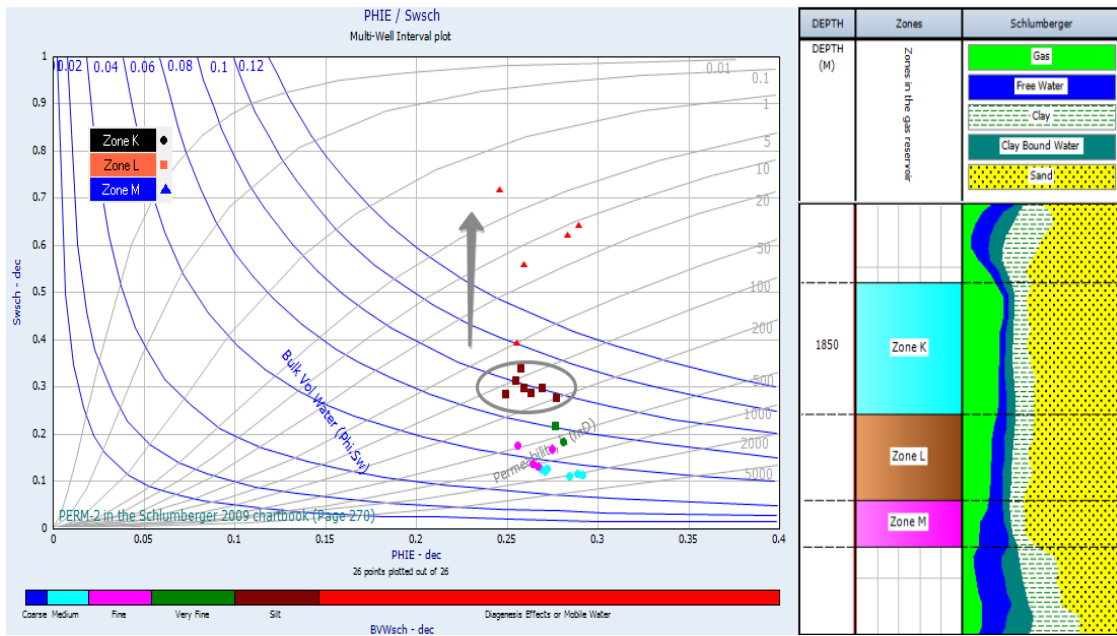 PHIE / Swsch
Multi-Well Interval plot
1
0.9
0.8
0.7
0.6
0.5
0.4
0.3
0.2
0.1
0
Swsch - dec
0.02
0.04
0.06
0.08
0.1
0.12
0.01
0.1
1
5
10
20
50
100
200
500
1000
2000
5000
Zone K
Zone L
Zone M
Bulk Vol Water (Phi.Sw)
Permeability (mD)
PERM-2 in the Schlumberger 2009 chartbook (Page 270)
0
0.05
0.1
0.15
0.2
0.25
0.3
0.35
0.4
PHIE - dec
26 points plotted out of 26
Coarse
Medium
Fine
Very Fine
Silt
Diagenesis Effects or Mobile Water
BVWsch - dec
DEPTH
Zones
Schlumberger
DEPTH
(M)
Zones in the gas reservoir
Gas
Free Water
Clay
Clay Bound Water
Sand
1850
Zone K
Zone L
Zone M